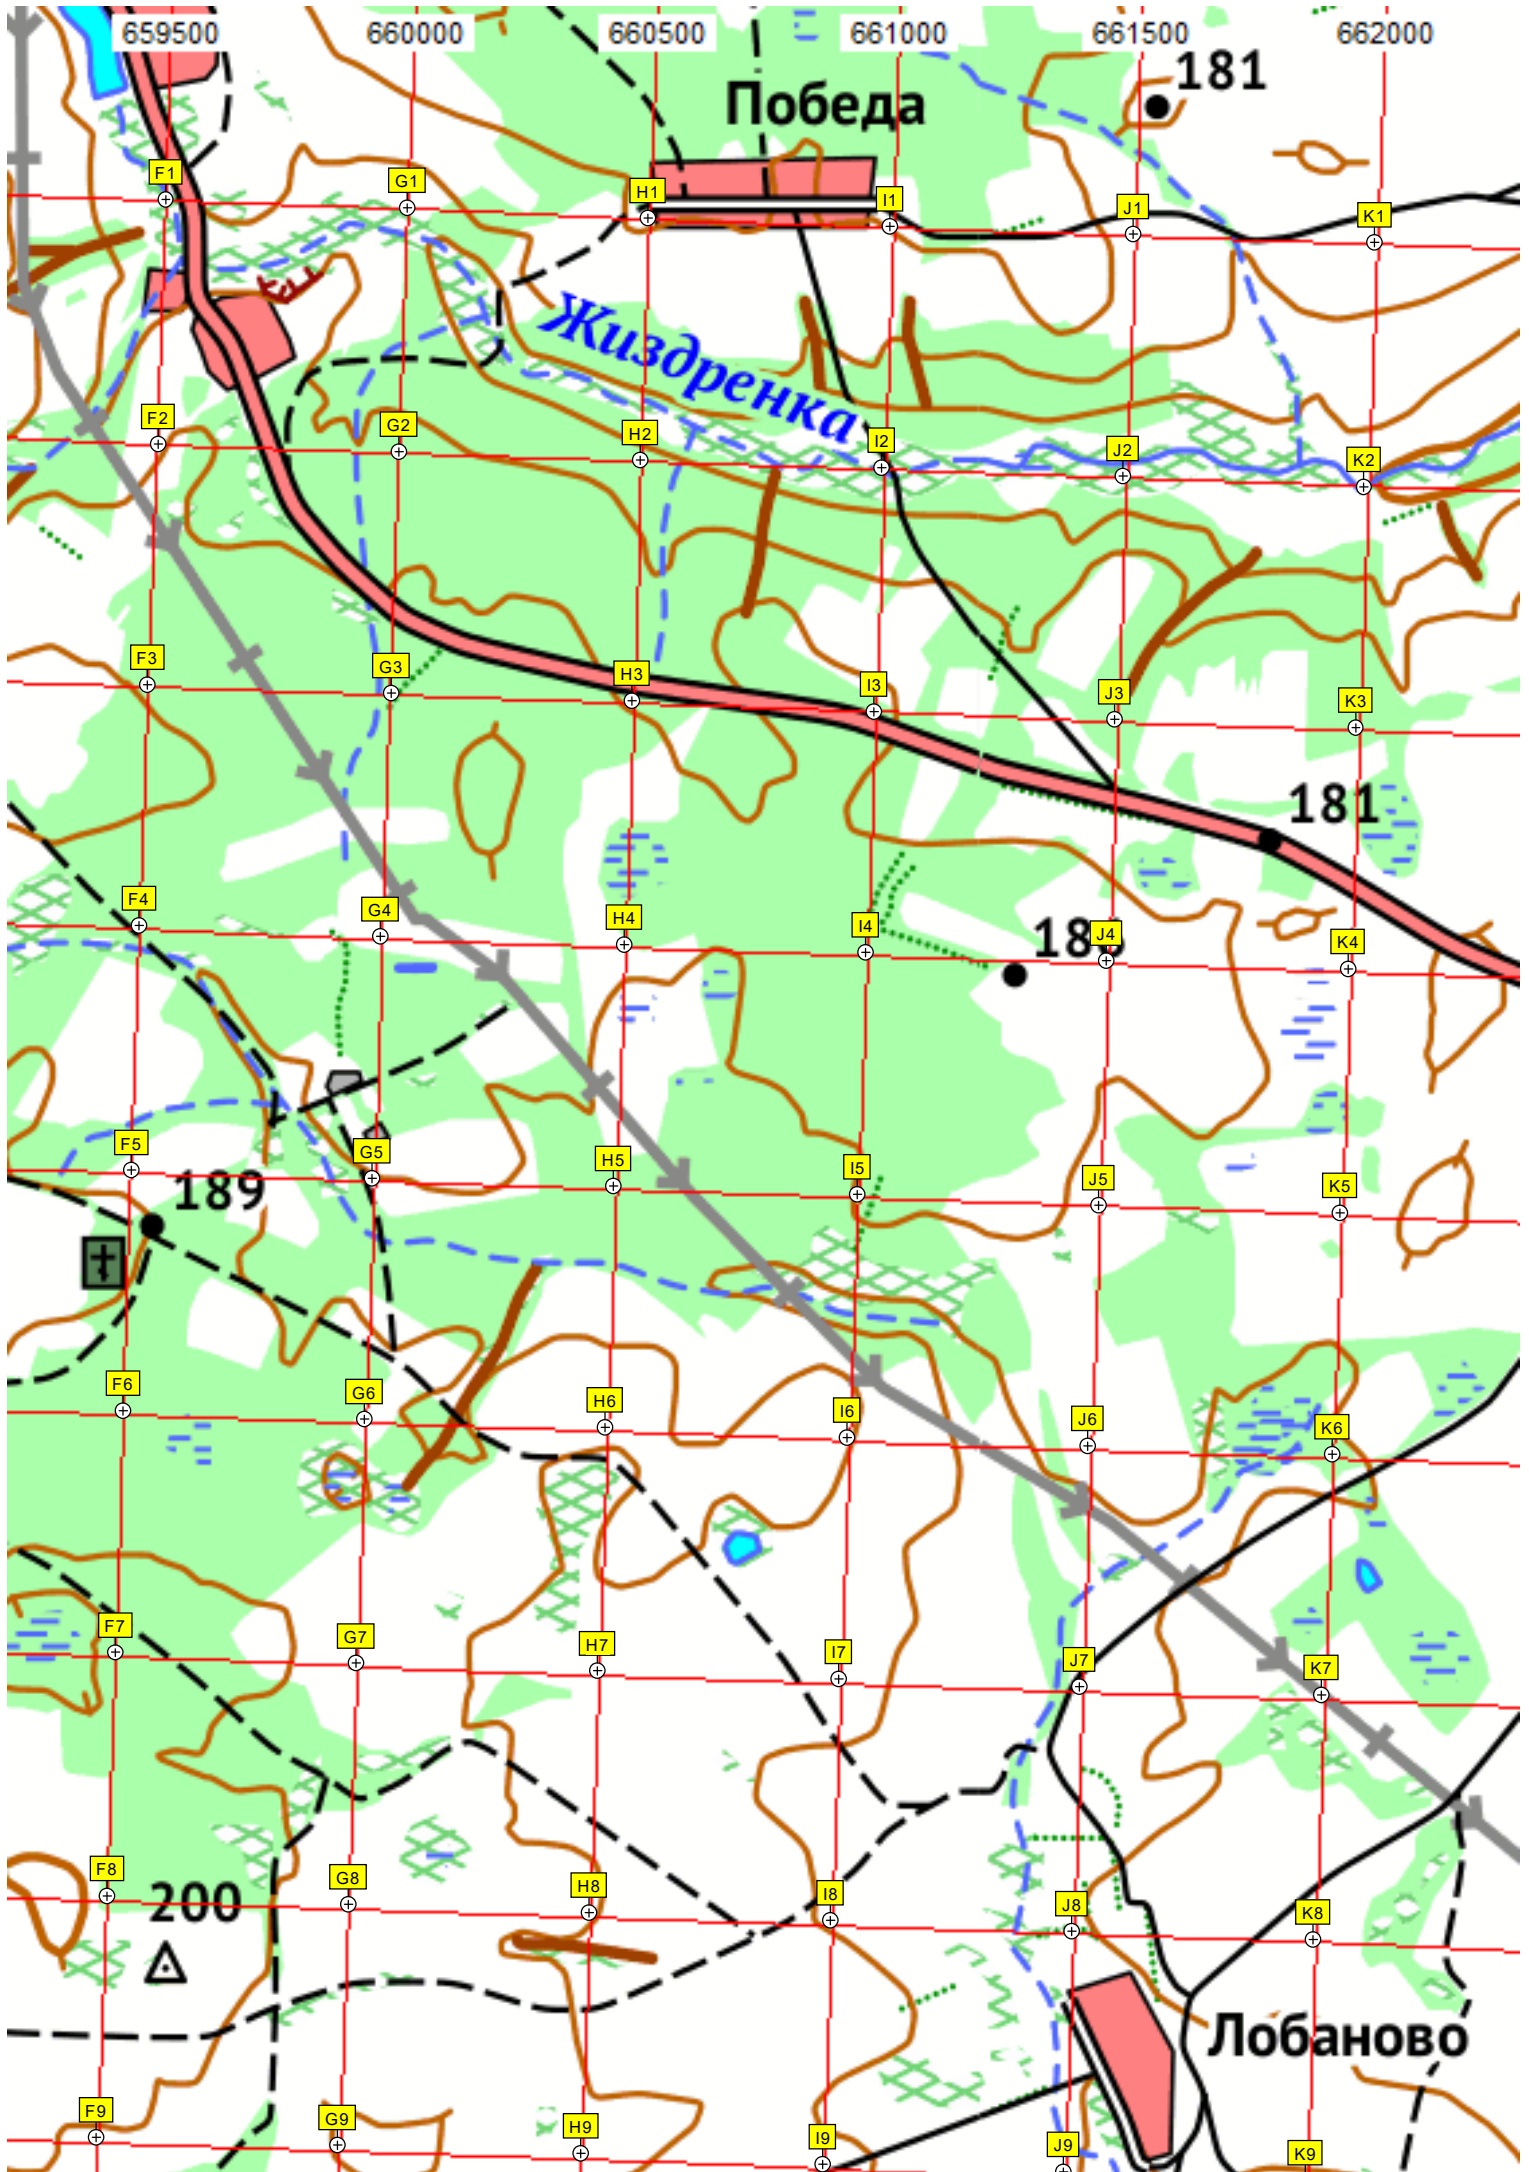 659500 660000 660500 661000 661500 662000
181
Победа
F1 G1 H1 I1 J1 K1
Жиздренка
F2 G2 H2 I2 J2 K2
F3 G3 H3 I3 J3 K3
181
F4 G4 H4 I4 J4 K4
F5 G5 H5 I5 J5 K5
189
F6 G6 H6 I6 J6 K6
F7 G7 H7 I7 J7 K7
F8 G8 H8 I8 J8 K8
200
Лобаново
F9 G9 H9 I9 J9 K9